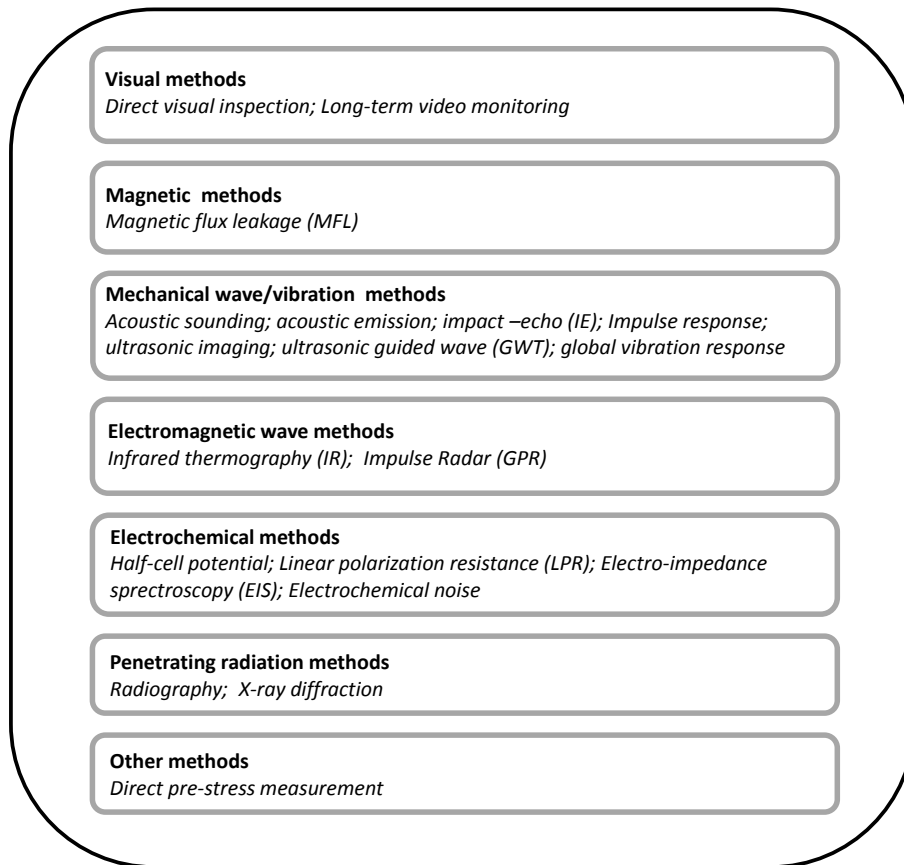 Visual methods
Direct visual inspection; Long-term video monitoring
Magnetic methods
Magnetic flux leakage (MFL)
Mechanical wave/vibration methods
Acoustic sounding; acoustic emission; impact –echo (IE); Impulse response;
ultrasonic imaging; ultrasonic guided wave (GWT); global vibration response
Electromagnetic wave methods
Infrared thermography (IR); Impulse Radar (GPR)
Electrochemical methods
Half-cell potential; Linear polarization resistance (LPR); Electro-impedance
sprectroscopy (EIS); Electrochemical noise
Penetrating radiation methods
Radiography; X-ray diffraction
Other methods
Direct pre-stress measurement